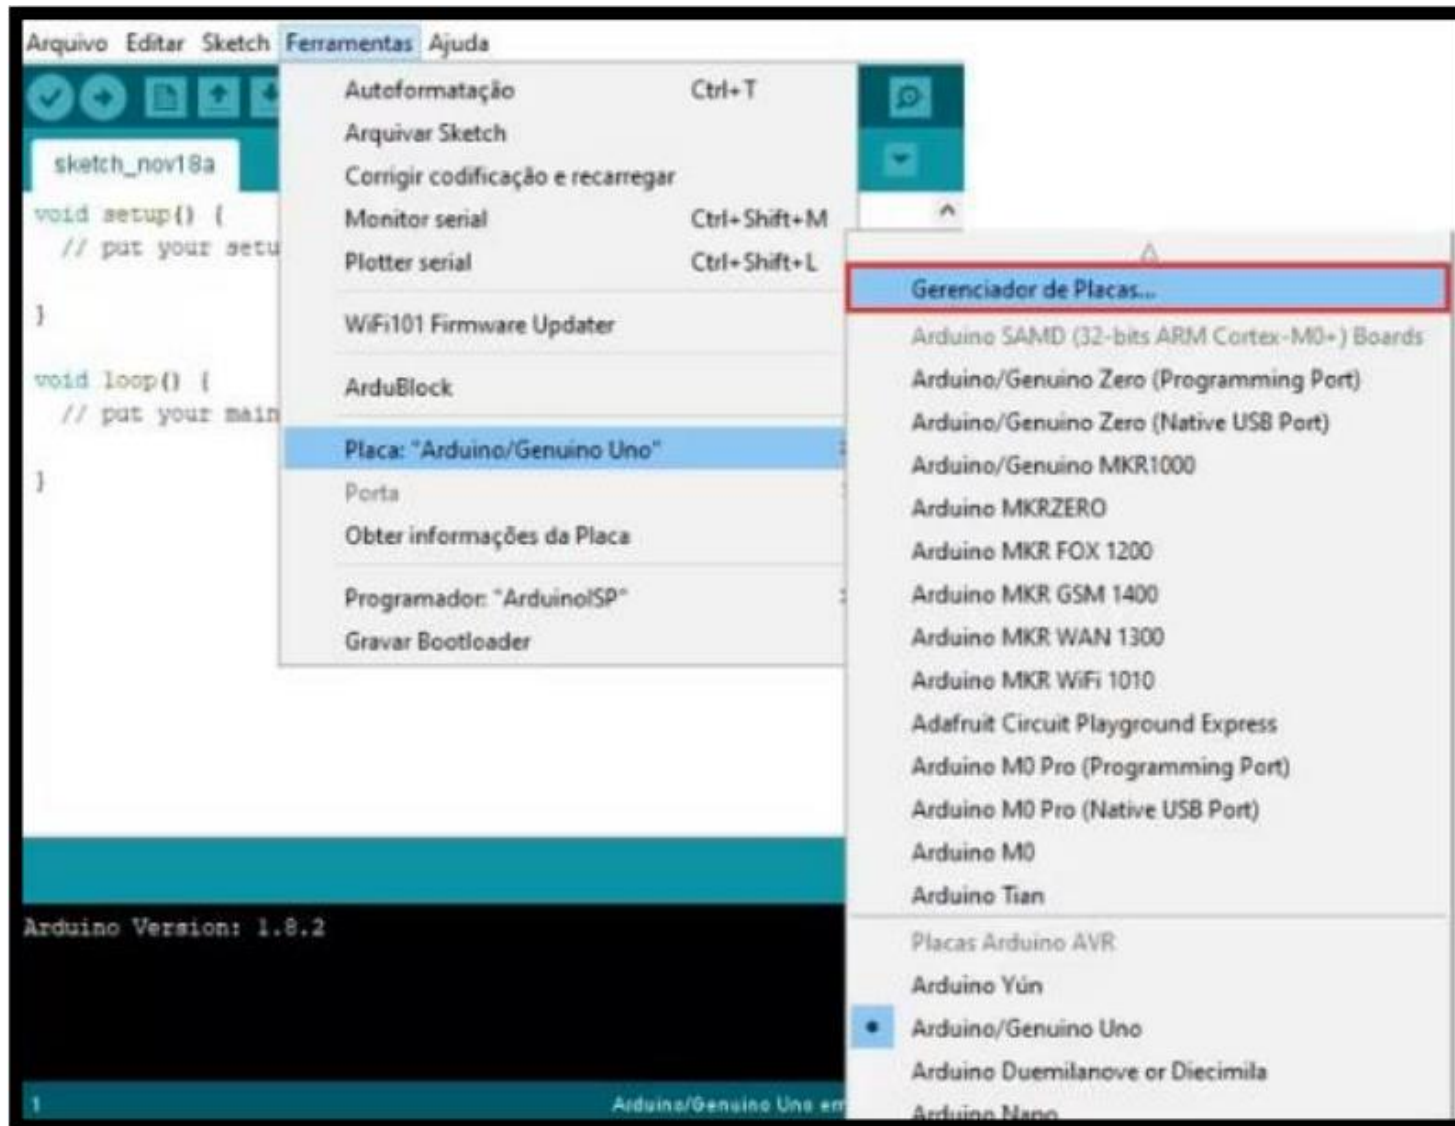 Arquivo Editar Sketch Ferramentas Ajuda
sketch_nov18a
void setup() {
// put your setu
}
void loop() {
// put your main
}
Autoformatação Ctrl+T
Arquivar Sketch
Corrigir codificação e recarregar
Monitor serial Ctrl+Shift+M
Plotter serial Ctrl+Shift+L
WiFi101 Firmware Updater
ArduBlock
Placa: "Arduino/Genuino Uno"
Porta
Obter informações da Placa
Programador: "ArduinoISP"
Gravar Bootloader
Gerenciador de Placas...
Arduino SAMD (32-bits ARM Cortex-M0+) Boards
Arduino/Genuino Zero (Programming Port)
Arduino/Genuino Zero (Native USB Port)
Arduino/Genuino MKR1000
Arduino MKRZERO
Arduino MKR FOX 1200
Arduino MKR GSM 1400
Arduino MKR WAN 1300
Arduino MKR WiFi 1010
Adafruit Circuit Playground Express
Arduino M0 Pro (Programming Port)
Arduino M0 Pro (Native USB Port)
Arduino M0
Arduino Tian
Placas Arduino AVR
Arduino Yún
Arduino/Genuino Uno
Arduino Duemilanove or Diecimila
Arduino Nano
Arduino Version: 1.8.2
1 Arduino/Genuino Uno em